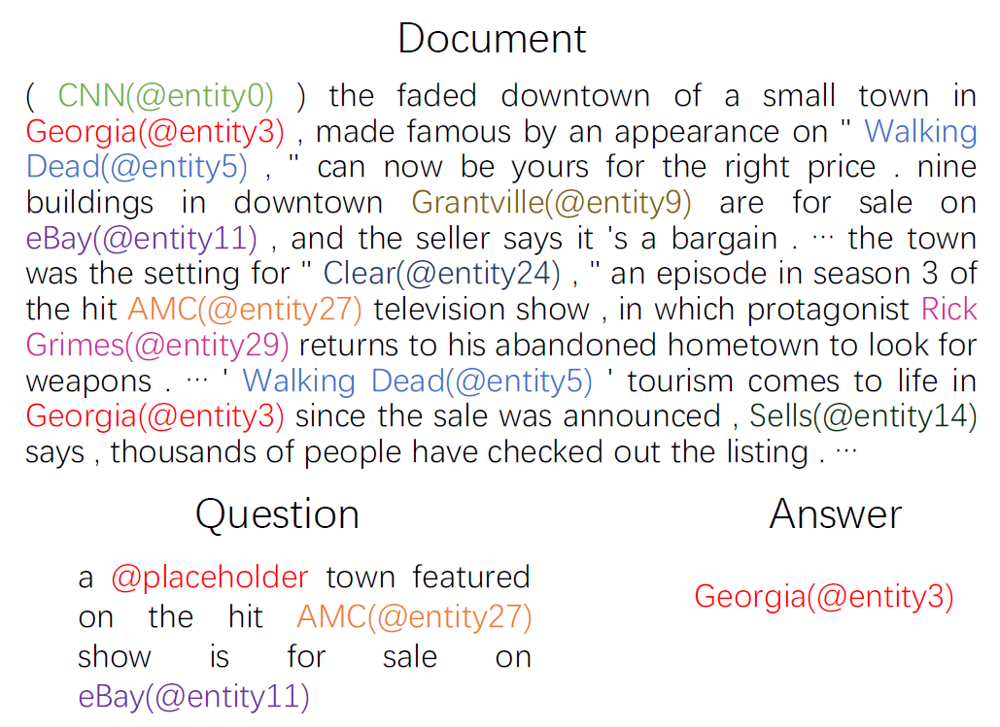 Document
( CNN(@entity0) ) the faded downtown of a small town in
Georgia(@entity3) , made famous by an appearance on " Walking
Dead(@entity5) , " can now be yours for the right price . nine
buildings in downtown Grantville(@entity9) are for sale on
eBay(@entity11) , and the seller says it 's a bargain . ··· the town
was the setting for " Clear(@entity24) , " an episode in season 3 of
the hit AMC(@entity27) television show , in which protagonist Rick
Grimes(@entity29) returns to his abandoned hometown to look for
weapons . ··· ' Walking Dead(@entity5) ' tourism comes to life in
Georgia(@entity3) since the sale was announced , Sells(@entity14)
says , thousands of people have checked out the listing . ···
Question
a @placeholder town featured
on the hit AMC(@entity27)
show is for sale on
eBay(@entity11)
Answer
Georgia(@entity3)